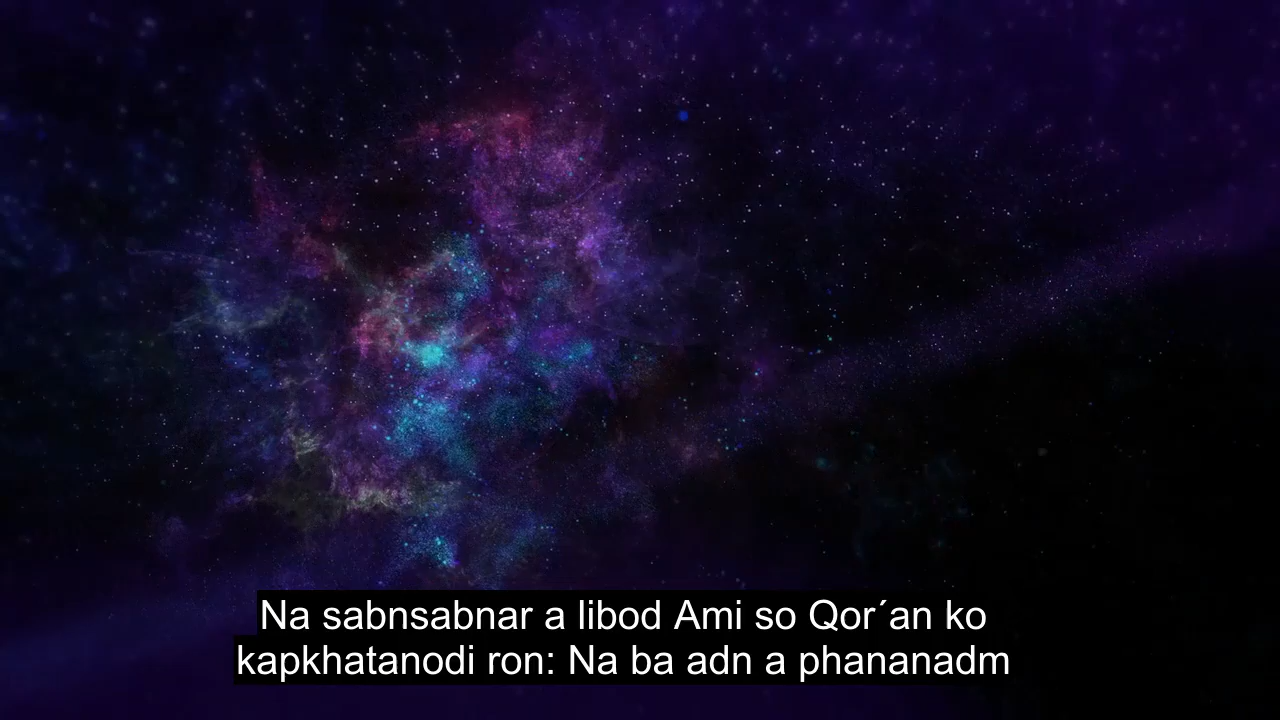 Na sabnsabnar a libod Ami so Qor´an ko
kapkhatanodi ron: Na ba adn a phananadm